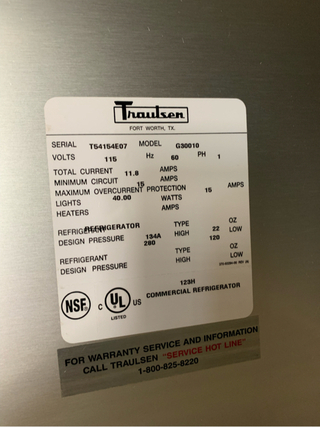 Traulsen
FORT WORTH, TX.
SERIAL T54154E07 MODEL G30010
VOLTS 115 Hz 60 PH 1
TOTAL CURRENT 11.8 AMPS
MINIMUM CIRCUIT 15 AMPS
MAXIMUM OVERCURRENT PROTECTION 15 AMPS
LIGHTS 40.00 WATTS
HEATERS AMPS
REFRIGERATOR
REFRIGERANT 134A TYPE 22 OZ
DESIGN PRESSURE 280 HIGH 120 LOW
REFRIGERANT TYPE OZ
DESIGN PRESSURE HIGH LOW
123H
COMMERCIAL REFRIGERATOR
NSF
C UL US
LISTED
FOR WARRANTY SERVICE AND INFORMATION
CALL TRAULSEN "SERVICE HOT LINE"
1-800-825-8220